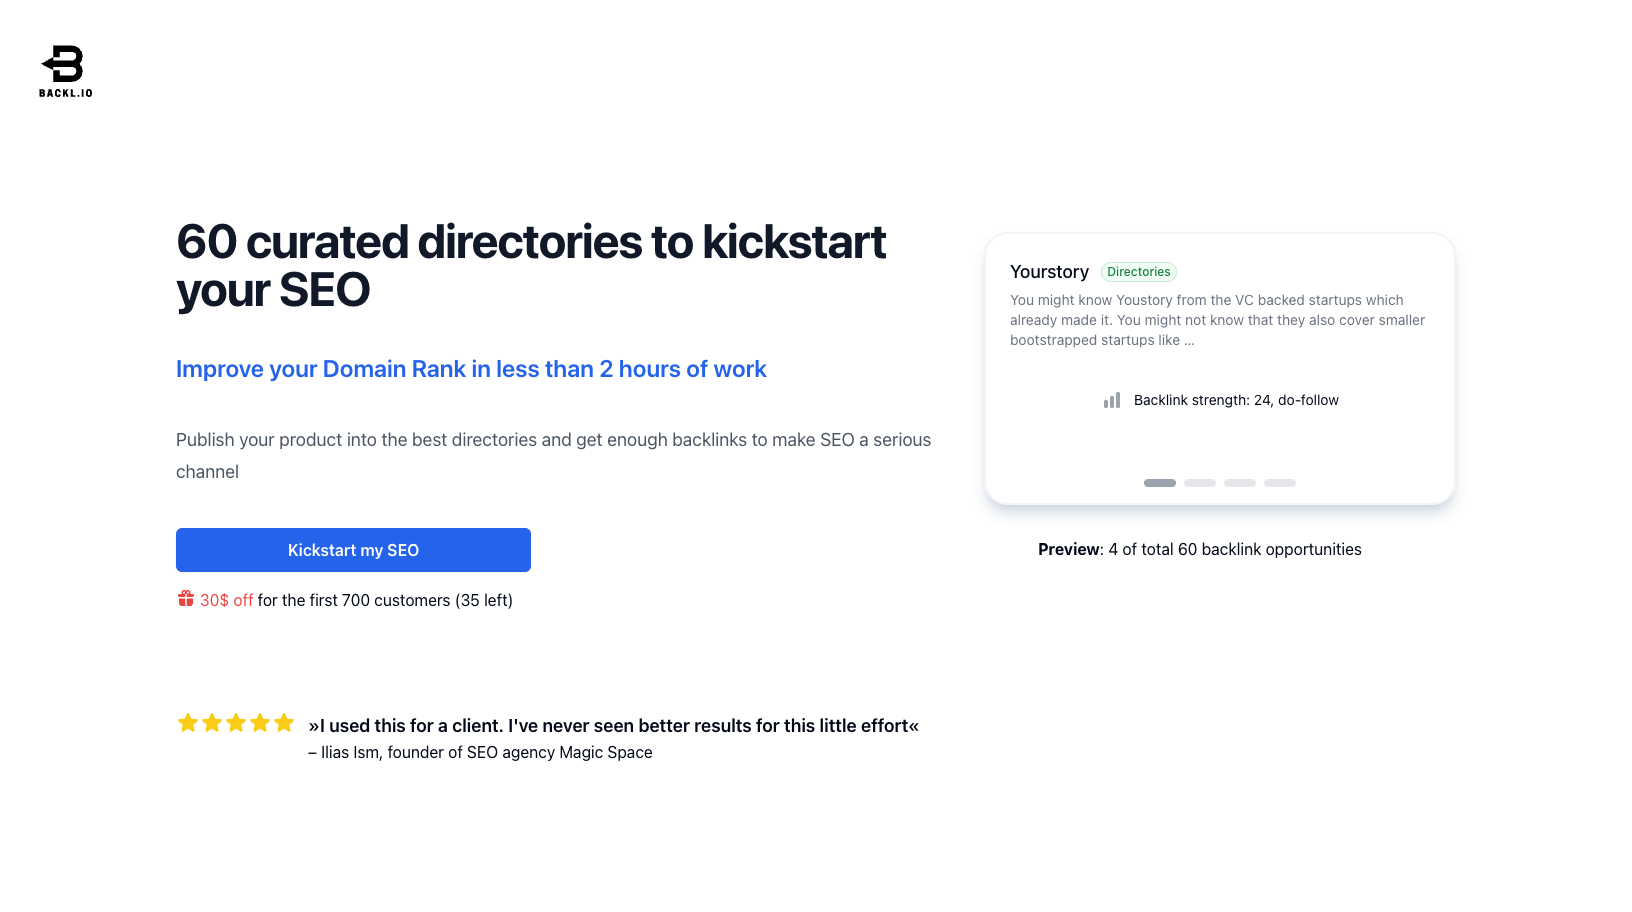 BACKL.IO
60 curated directories to kickstart
your SEO
Improve your Domain Rank in less than 2 hours of work
Publish your product into the best directories and get enough backlinks to make SEO a serious
channel
Kickstart my SEO
30$ off for the first 700 customers (35 left)
»I used this for a client. I've never seen better results for this little effort«
– Ilias Ism, founder of SEO agency Magic Space
Yourstory Directories
You might know Youstory from the VC backed startups which
already made it. You might not know that they also cover smaller
bootstrapped startups like ...
Backlink strength: 24, do-follow
Preview: 4 of total 60 backlink opportunities